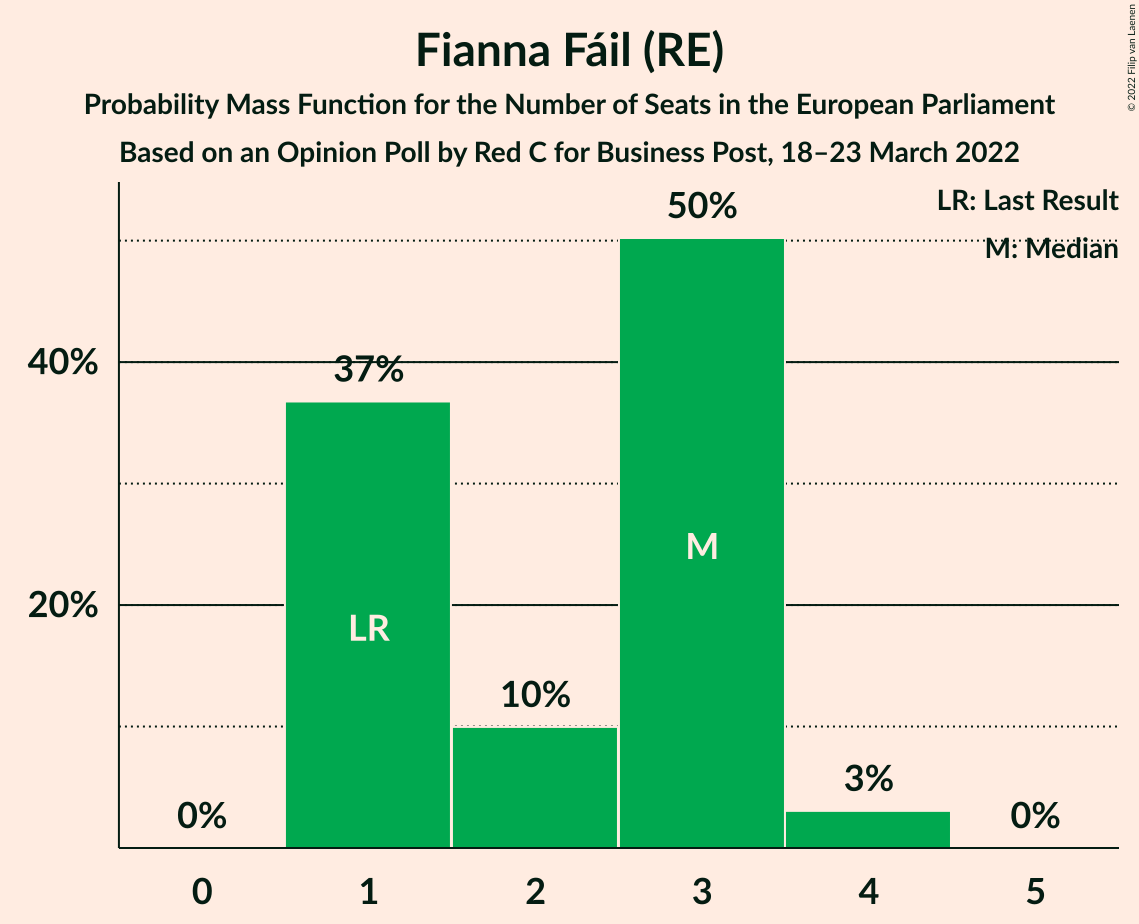 Fianna Fáil (RE)
Probability Mass Function for the Number of Seats in the European Parliament
Based on an Opinion Poll by Red C for Business Post, 18–23 March 2022
© 2022 Filip van Laenen
LR: Last Result
M: Median
50%
40%
37%
M
20%
LR
10%
3%
0%
0%
0 1 2 3 4 5